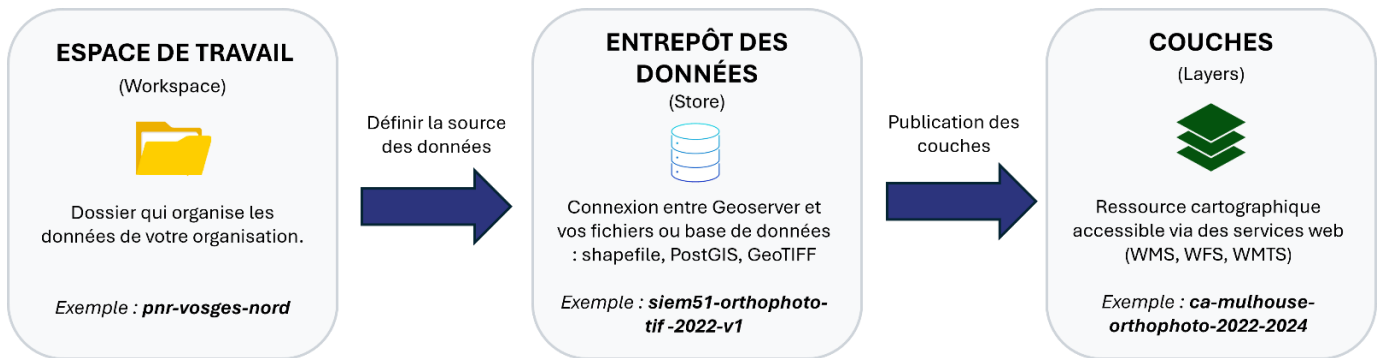 ESPACE DE TRAVAIL
(Workspace)
Dossier qui organise les
données de votre organisation.
Exemple : pnr-vosges-nord
Définir la source
des données
ENTREPÔT DES
DONNÉES
(Store)
Connexion entre Geoserver et
vos fichiers ou base de données
: shapefile, PostGIS, GeoTIFF
Exemple : siem51-orthophoto-
tif -2022-v1
Publication des
couches
COUCHES
(Layers)
Ressource cartographique
accessible via des services web
(WMS, WFS, WMTS)
Exemple : ca-mulhouse-
orthophoto-2022-2024